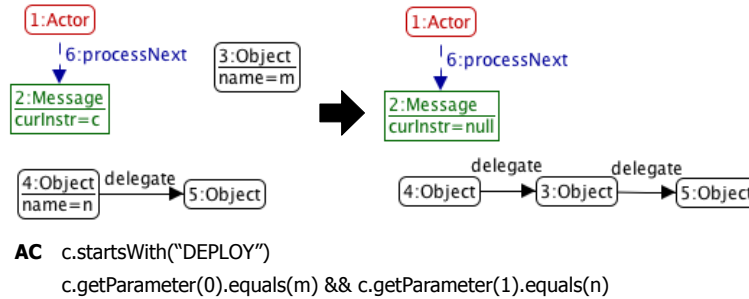 1:Actor
6:processNext
3:Object
name=m
2:Message
curInstr=c
4:Object
name=n
delegate
5:Object
1:Actor
6:processNext
2:Message
curInstr=null
delegate
delegate
4:Object
3:Object
5:Object
AC c.startsWith(“DEPLOY”)
c.getParameter(0).equals(m) && c.getParameter(1).equals(n)